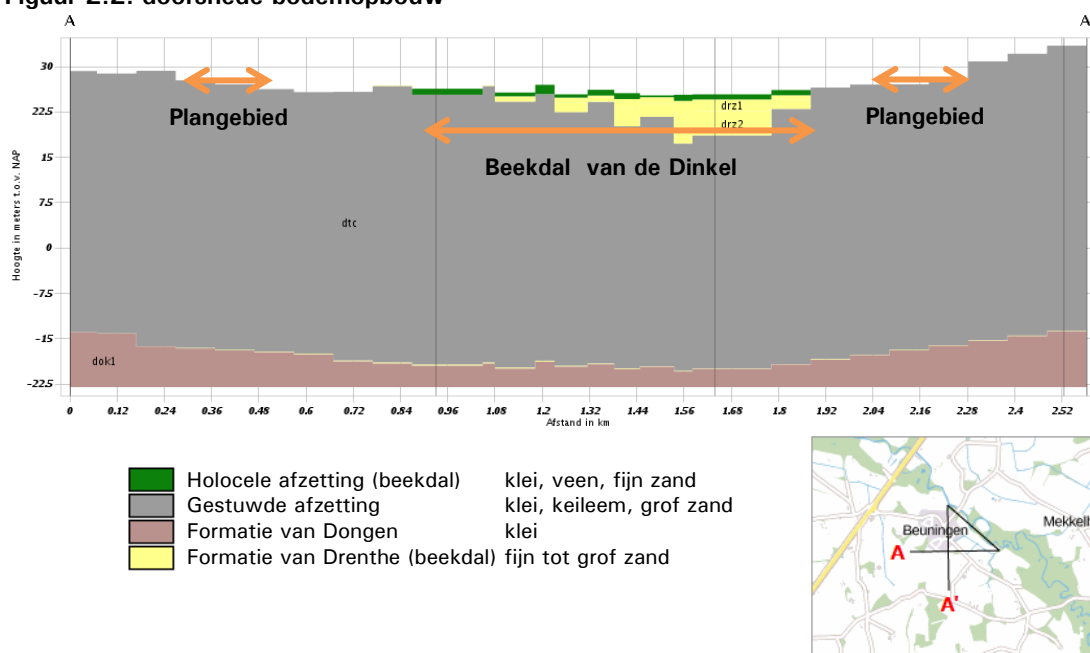 Figuur 2.2: doorsnede bodemopbouw
A A
30
22.5
15
7.5
0
-7.5
-15
-22.5
Hoogte in meters t.o.v. NAP
Plangebied
Plangebied
drz1
drz2
Beekdal van de Dinkel
dtc
dok1
0 0.12 0.24 0.36 0.48 0.6 0.72 0.84 0.96 1.08 1.2 1.32 1.44 1.56 1.68 1.8 1.92 2.04 2.16 2.28 2.4 2.52
Afstand in km
Holocele afzetting (beekdal) klei, veen, fijn zand
Gestuwde afzetting klei, keileem, grof zand
Formatie van Dongen klei
Formatie van Drenthe (beekdal) fijn tot grof zand
Beuningen
A
A'